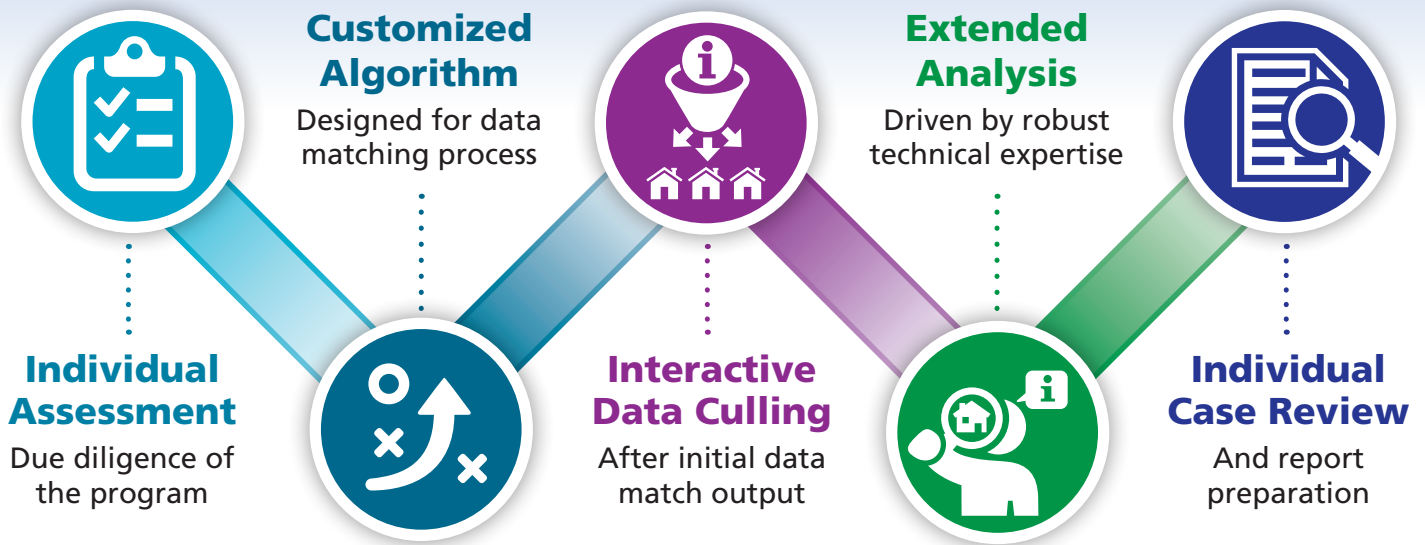 Individual
Assessment
Due diligence of
the program
Customized
Algorithm
Designed for data
matching process
Interactive
Data Culling
After initial data
match output
Extended
Analysis
Driven by robust
technical expertise
Individual
Case Review
And report
preparation